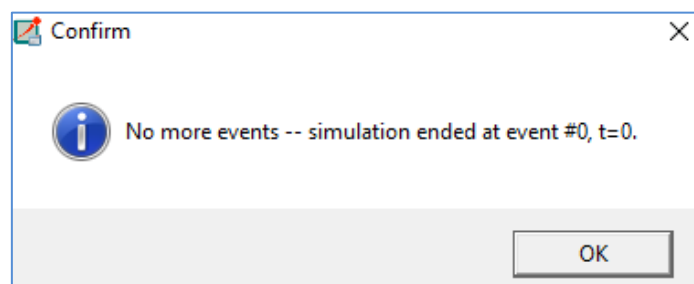 Confirm
No more events -- simulation ended at event #0, t=0.
OK